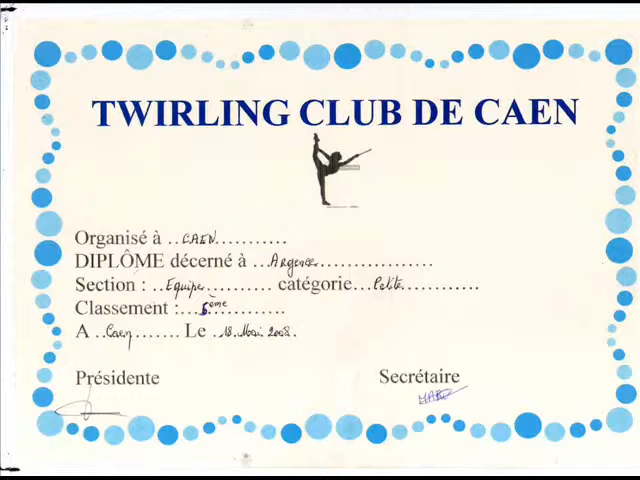 TWIRLING CLUB DE CAEN
Organisé à ..CAEN...........
DIPLÔME décerné à ...Argence..................
Section : ..Equipe............ catégorie...Petite............
Classement :....6ème.............
A ..Caen....... Le ..18.Mai.2008.
Présidente Secrétaire